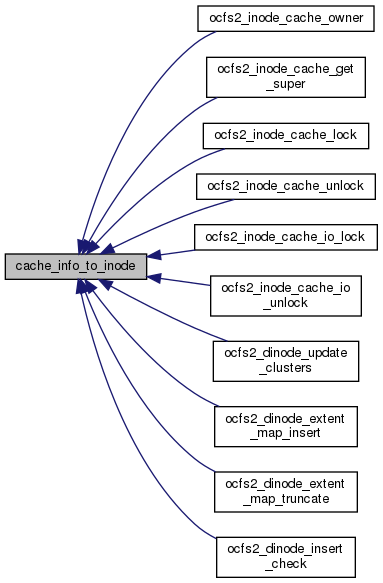 ocfs2_inode_cache_owner
ocfs2_inode_cache_get
_super
ocfs2_inode_cache_lock
ocfs2_inode_cache_unlock
ocfs2_inode_cache_io_lock
cache_info_to_inode
ocfs2_inode_cache_io
_unlock
ocfs2_dinode_update
_clusters
ocfs2_dinode_extent
_map_insert
ocfs2_dinode_extent
_map_truncate
ocfs2_dinode_insert
_check